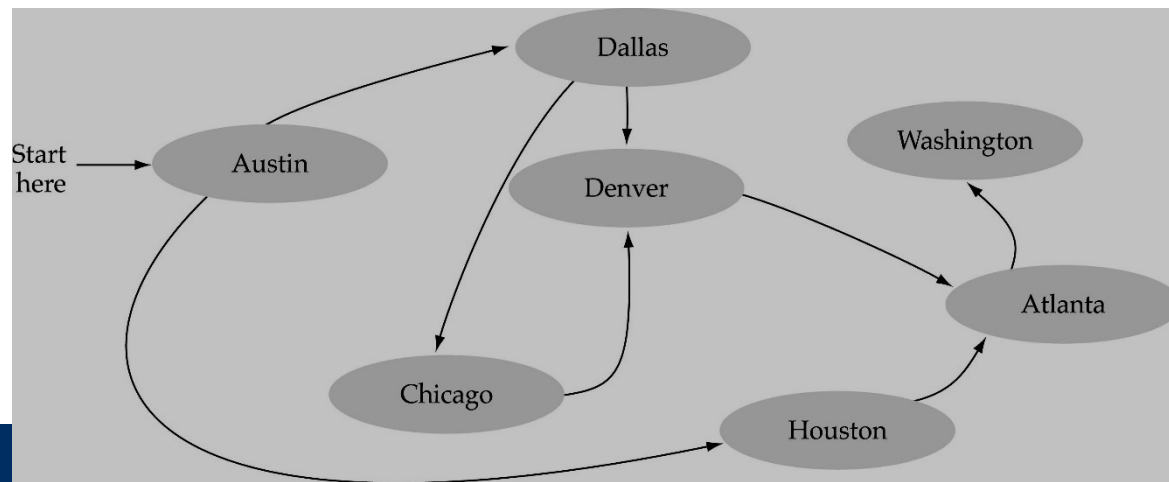 Dallas
Washington
Start
here
Austin
Denver
Atlanta
Chicago
Houston